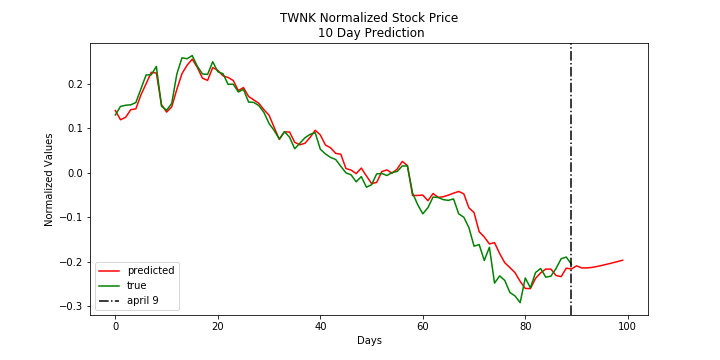 TWNK Normalized Stock Price
10 Day Prediction
Normalized Values
0.2
0.1
0.0
−0.1
−0.2
−0.3
predicted
true
april 9
0 20 40 60 80 100
Days